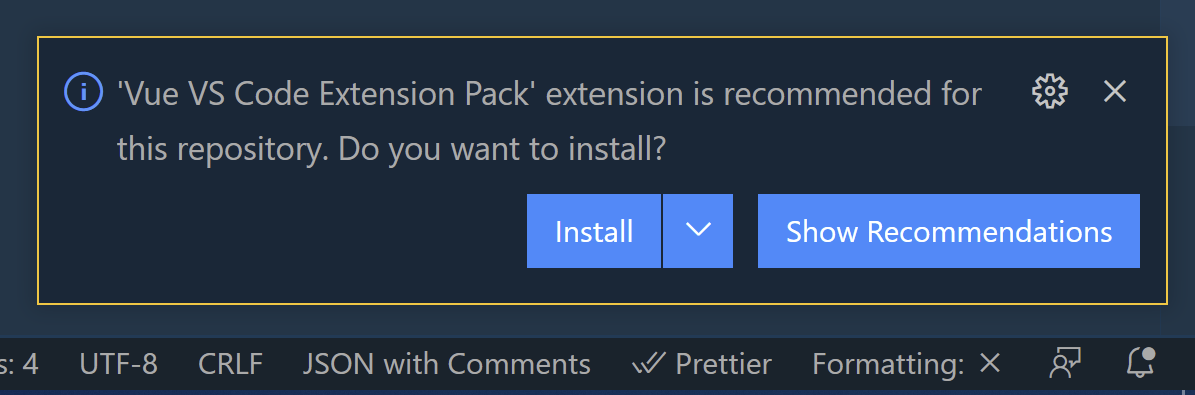 'Vue VS Code Extension Pack' extension is recommended for
this repository. Do you want to install?
Install
Show Recommendations
s: 4 UTF-8 CRLF JSON with Comments Prettier Formatting: